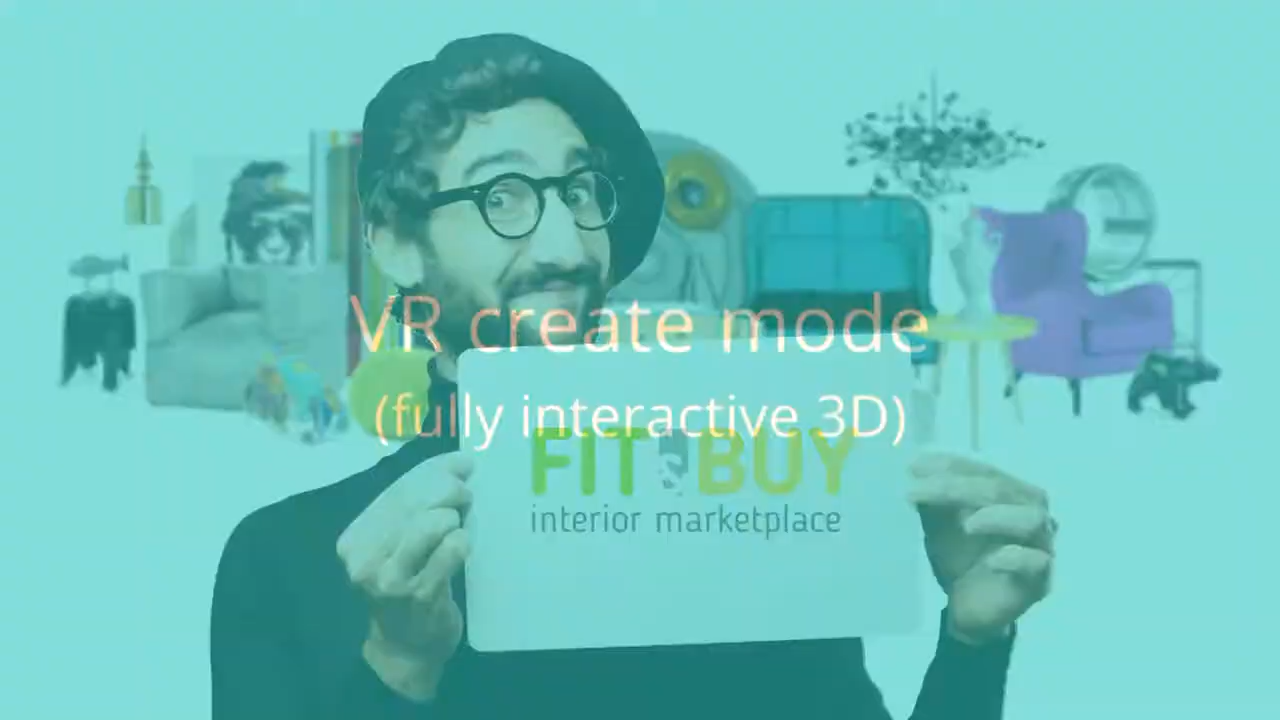 VR create mode
(fully interactive 3D)
FIT&BUY
interior marketplace